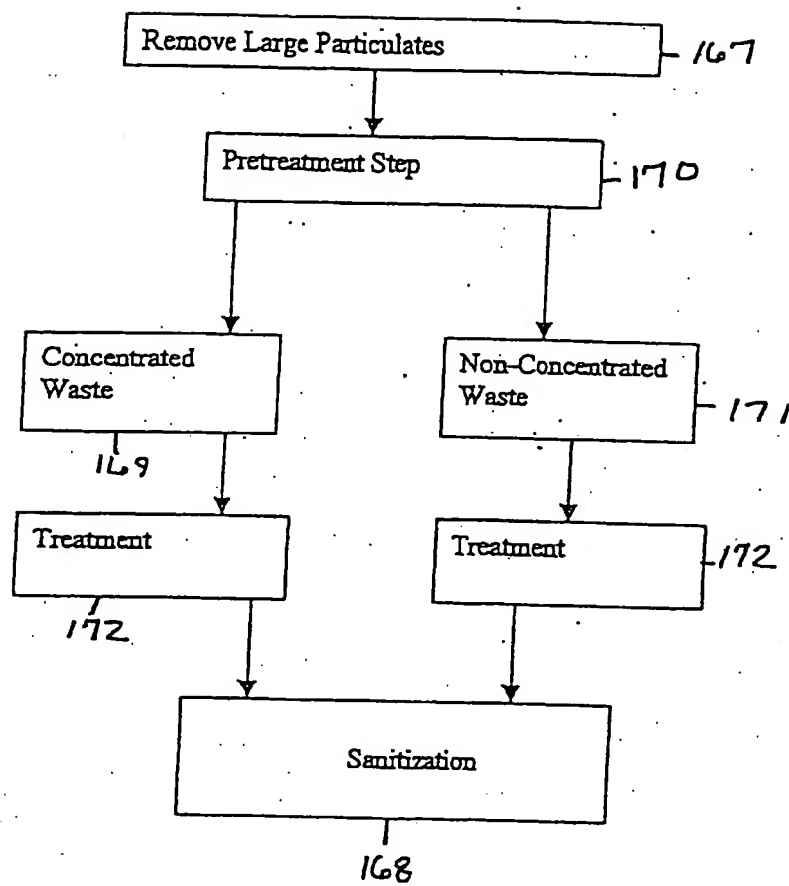 Remove Large Particulates
167
Pretreatment Step
170
Concentrated
Waste
169
Non-Concentrated
Waste
171
Treatment
172
Treatment
172
Sanitization
168